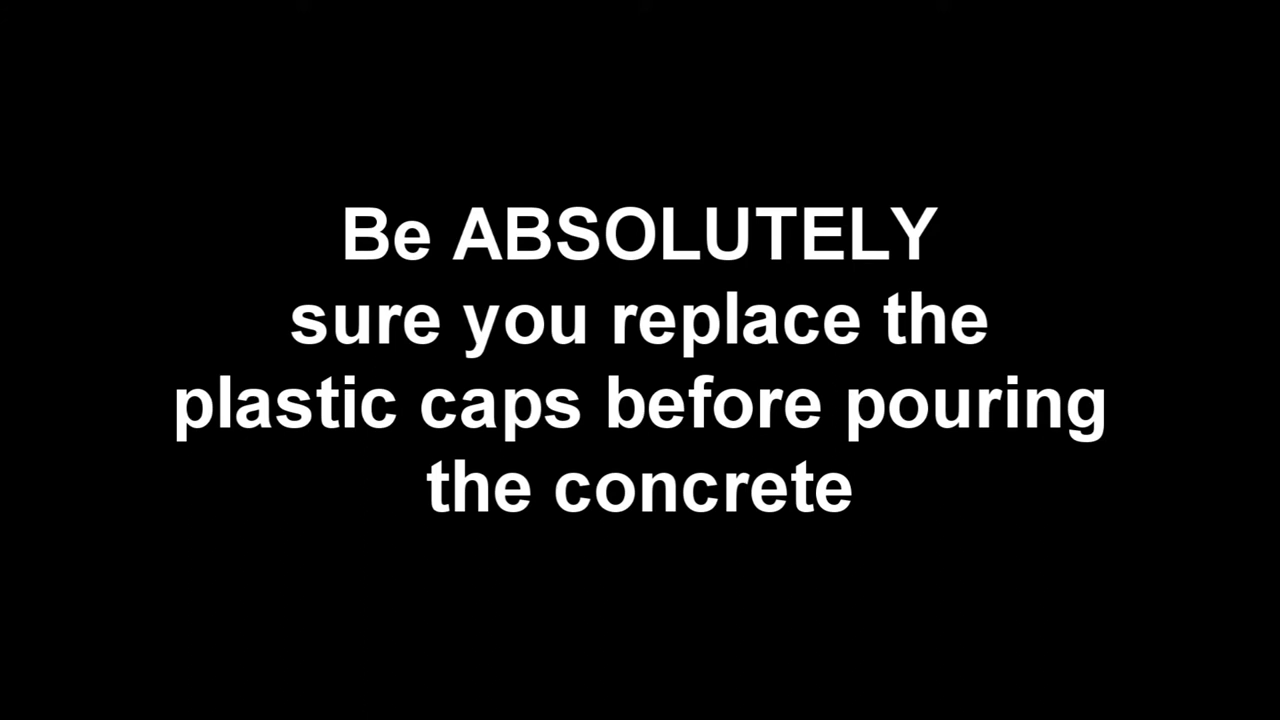 Be ABSOLUTELY
sure you replace the
plastic caps before pouring
the concrete